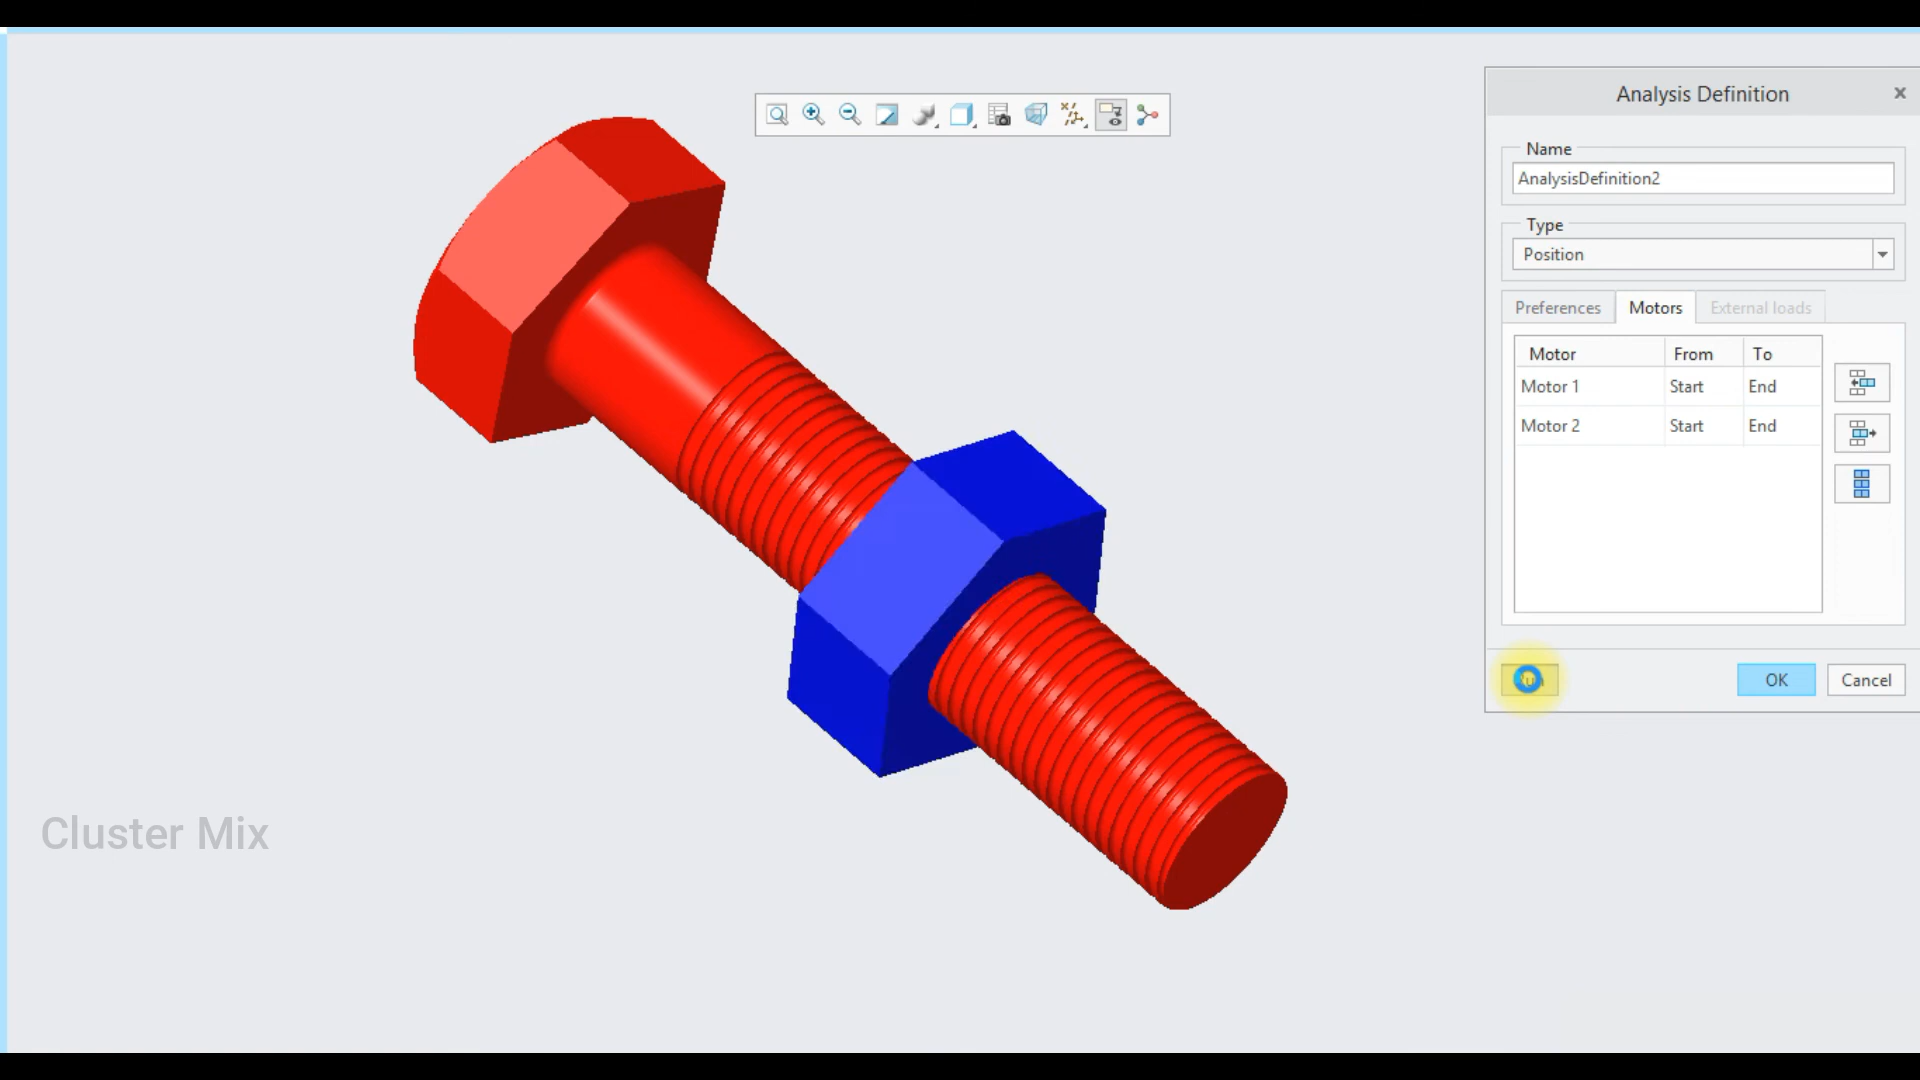 Analysis Definition
Name
AnalysisDefinition2
Type
Position
Preferences Motors External loads
Motor From To
Motor 1 Start End
Motor 2 Start End
OK Cancel
Cluster Mix